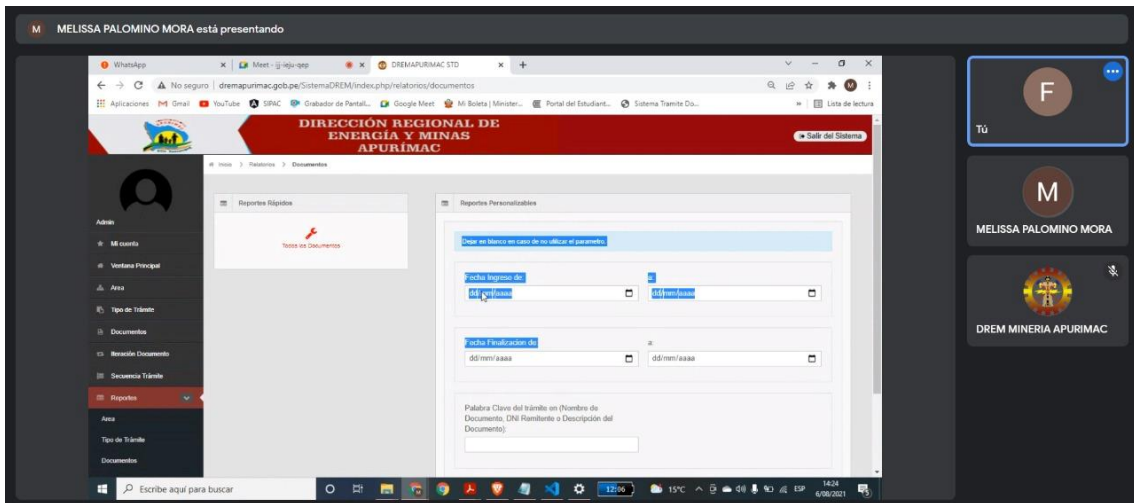 M MELISSA PALOMINO MORA está presentando
WhatsApp
Meet - jj-ieju-qep
DREMAPURIMAC STD
No seguro | dremapurimac.gob.pe/SistemaDREM/index.php/relatorios/documentos
Aplicaciones
Gmail
YouTube
SIPAC
Grabador de Pantall...
Google Meet
Mi Boleta | Minister...
Portal del Estudiant...
Sistema Tramite Do...
Lista de lectura
DIRECCIÓN REGIONAL DE
ENERGÍA Y MINAS
APURÍMAC
Salir del Sistema
Inicio > Relatorios > Documentos
Admin
Mi cuenta
Ventana Principal
Area
Tipo de Trámite
Documentos
Iteración Documento
Secuencia Trámite
Reportes
Area
Tipo de Trámite
Documentos
Reportes Rápidos
Todos los Documentos
Reportes Personalizables
Dejar en blanco en caso de no utilizar el parametro.
Fecha Ingreso de:
a:
dd/mm/aaaa
dd/mm/aaaa
Fecha Finalizacion de:
a:
dd/mm/aaaa
dd/mm/aaaa
Palabra Clave del trámite en (Nombre de
Documento, DNI Remitente o Descripción del
Documento):
Escribe aquí para buscar
12:06
15°C
ESP
14:24
6/08/2021
F
Tú
M
MELISSA PALOMINO MORA
DREM MINERIA APURIMAC